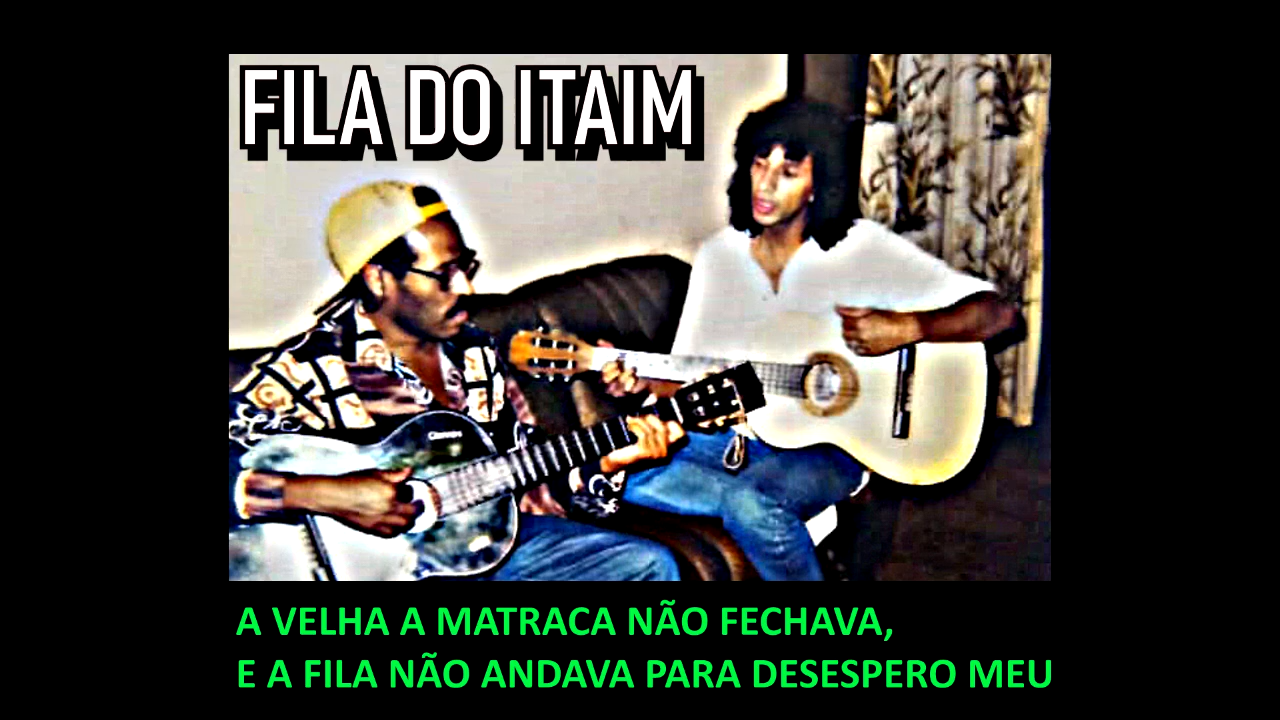 FILA DO ITAIM
A VELHA A MATRACA NÃO FECHAVA,
E A FILA NÃO ANDAVA PARA DESESPERO MEU